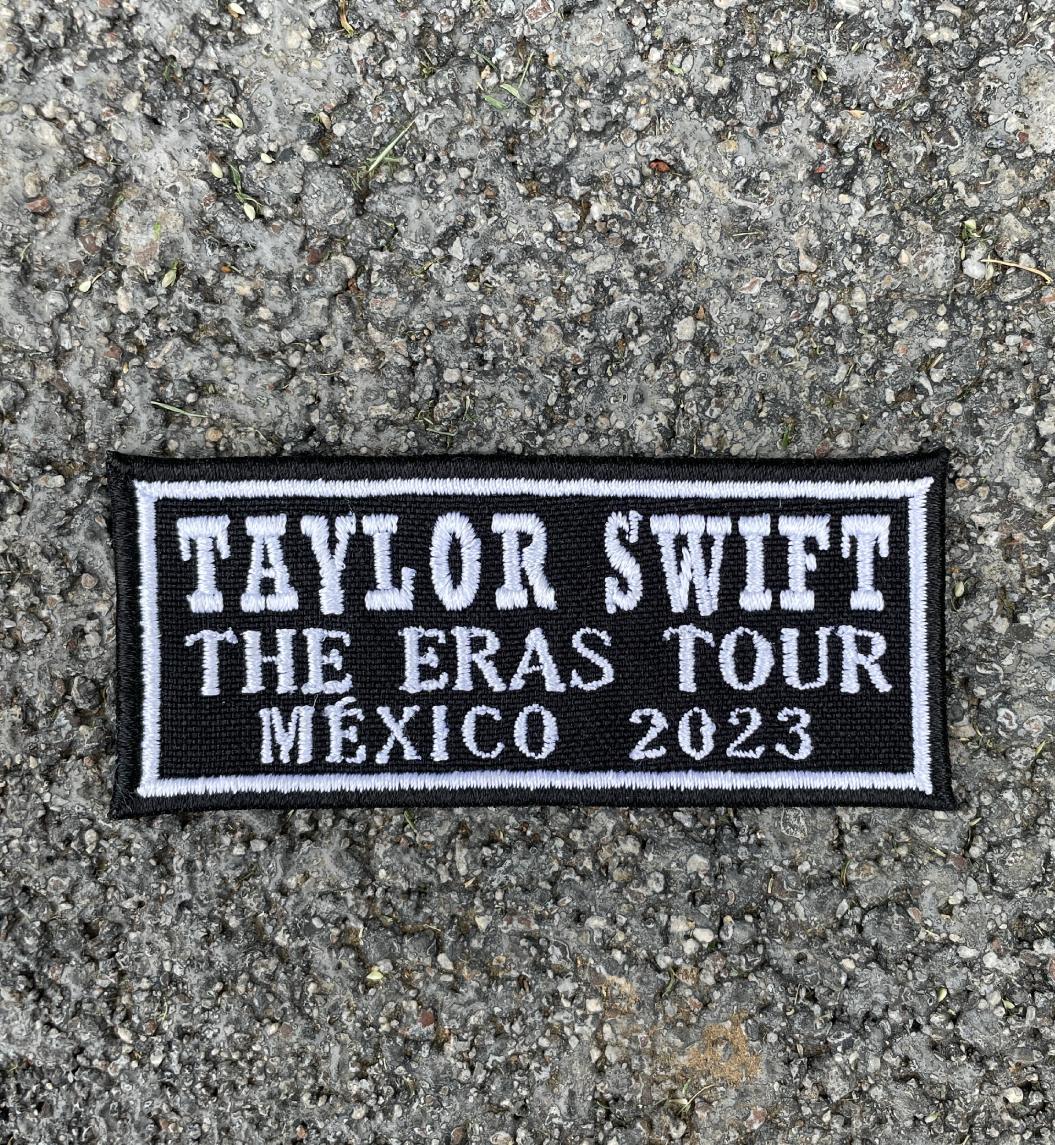 TAYLOR SWIFT
THE ERAS TOUR
MÉXICO 2023